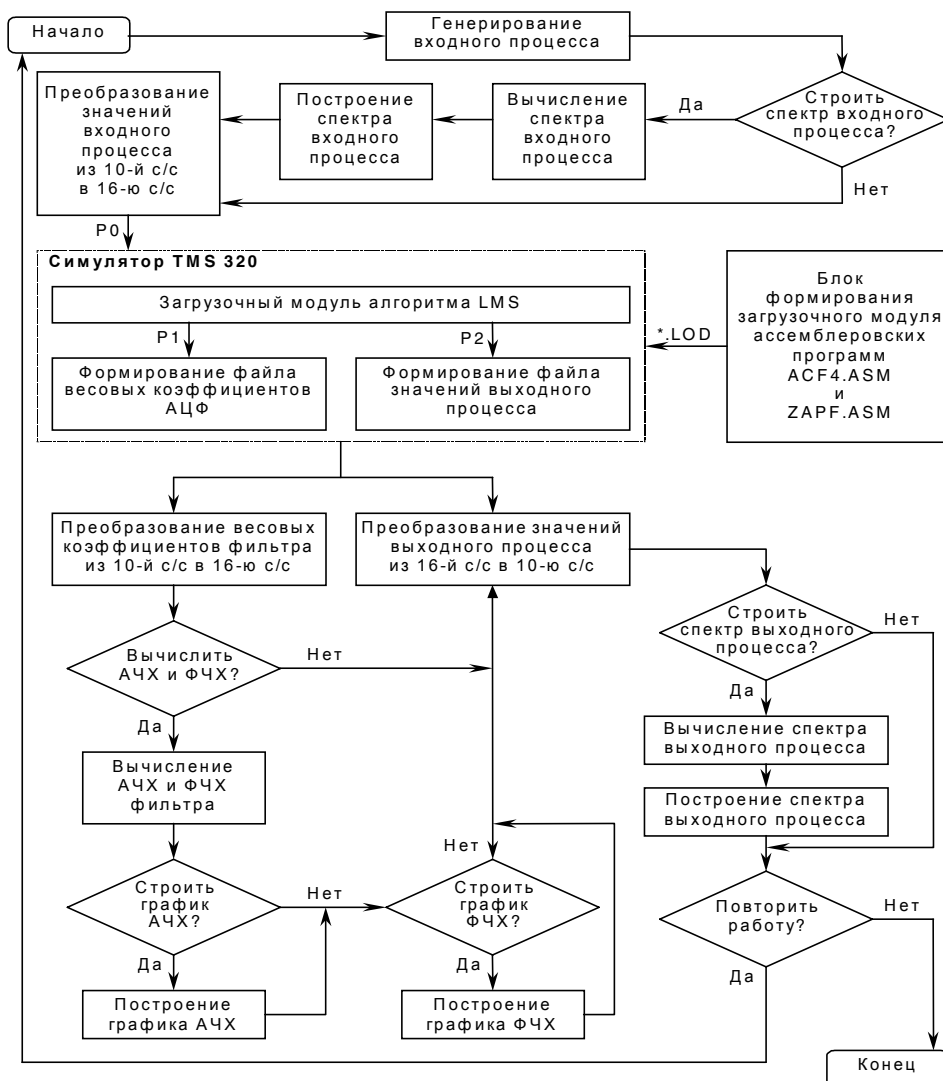 Начало
Генерирование
входного процесса
Строить
спектр входного
процесса?
Да
Нет
Вычисление
спектра
входного
процесса
Построение
спектра
входного
процесса
Преобразование
значений
входного
процесса
из 10-й с/с
в 16-ю с/с
P0
Симулятор TMS 320
Загрузочный модуль алгоритма LMS
P1
P2
Формирование файла
весовых коэффициентов
АЦФ
Формирование файла
значений выходного
процесса
*.LOD
Блок
формирования
загрузочного модуля
ассемблеровских
программ
ACF4.ASM
и
ZAPF.ASM
Преобразование весовых
коэффициентов фильтра
из 10-й с/с в 16-ю с/с
Преобразование значений
выходного процесса
из 16-й с/с в 10-ю с/с
Вычислить
АЧХ и ФЧХ?
Нет
Да
Вычисление
АЧХ и ФЧХ
фильтра
Строить
график
АЧХ?
Нет
Да
Построение
графика АЧХ
Нет
Строить
график
ФЧХ?
Да
Построение
графика ФЧХ
Строить
спектр выходного
процесса?
Нет
Да
Вычисление спектра
выходного процесса
Построение спектра
выходного процесса
Повторить
работу?
Нет
Да
Конец